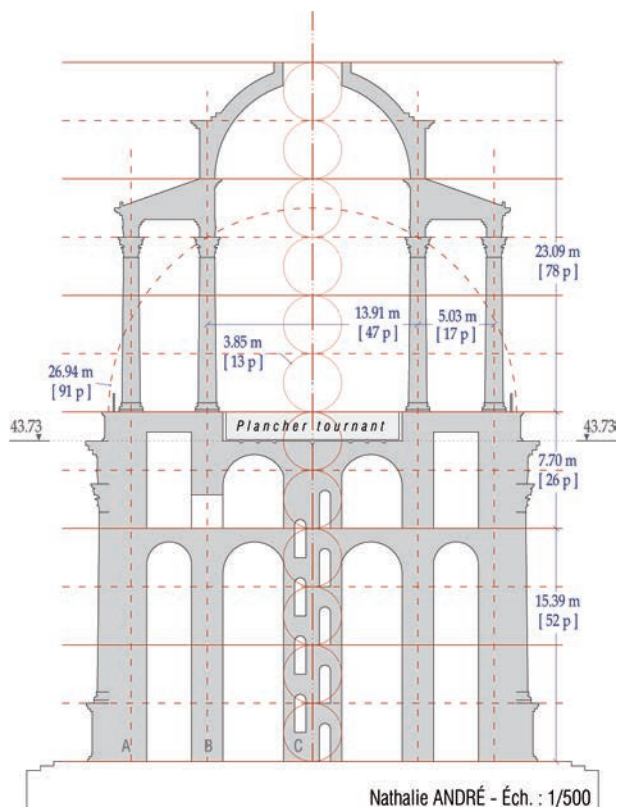 23.09 m
[ 78 p ]
13.91 m
[ 47 p ]
5.03 m
[ 17 p ]
3.85 m
[ 13 p ]
26.94 m
[ 91 p ]
43.73
Plancher tournant
43.73
7.70 m
[ 26 p ]
15.39 m
[ 52 p ]
A
B
C
Nathalie ANDRÉ - Éch. : 1/500